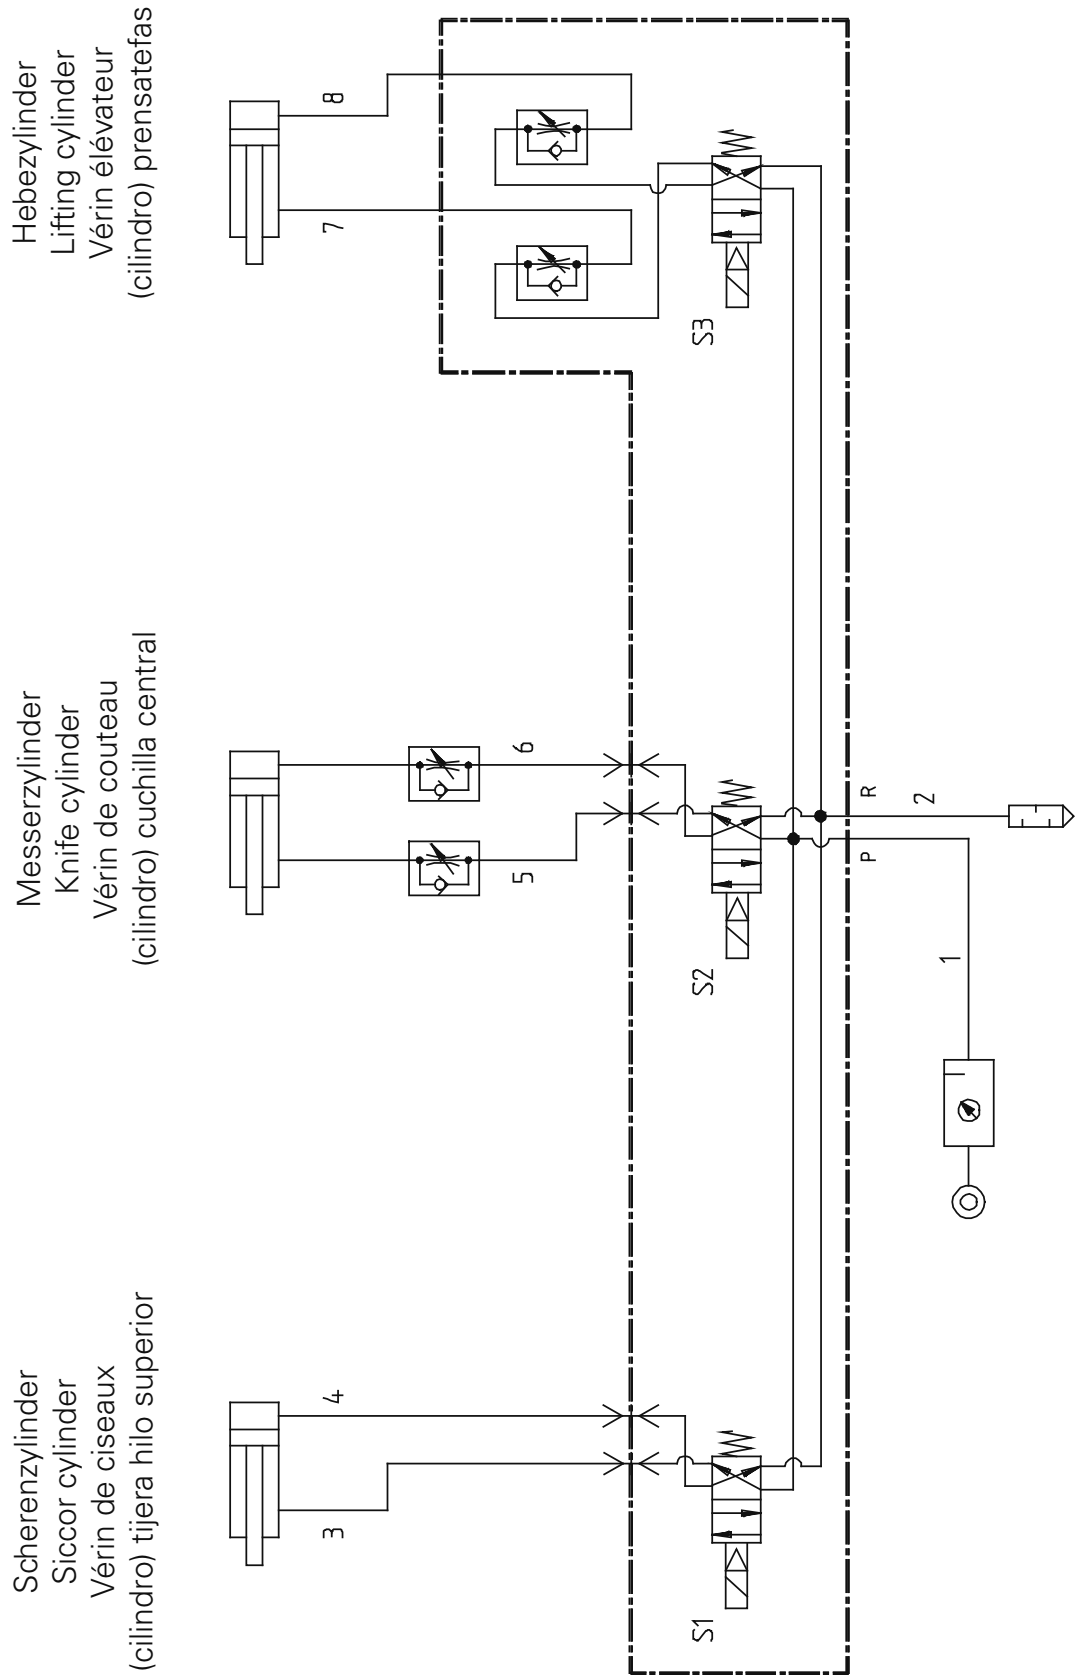 Scherenzylinder
Siccor cylinder
Vérin de ciseaux
(cilindro) tijera hilo superior
Messerzylinder
Knife cylinder
Vérin de couteau
(cilindro) cuchilla central
Hebezylinder
Lifting cylinder
Vérin élévateur
(cilindro) prensatefas
3
4
7
8
5
6
S1
S2
S3
P
R
2
1